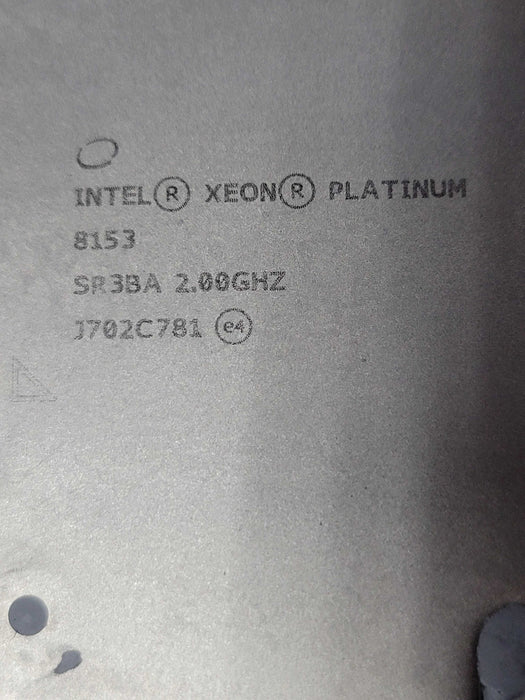 INTEL® XEON® PLATINUM
8153
SR3BA 2.00GHZ
J702C781 e4